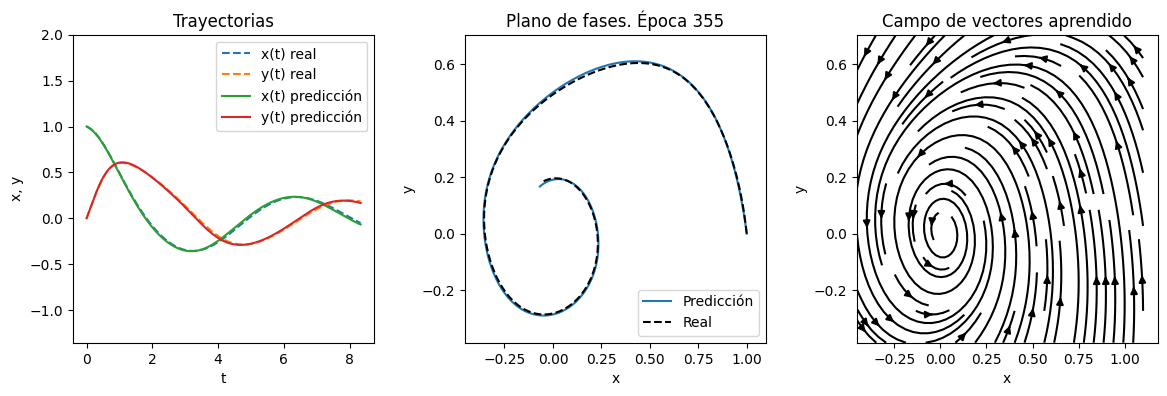 Trayectorias
2.0
1.5
1.0
0.5
0.0
−0.5
−1.0
x, y
0
2
4
6
8
t
x(t) real
y(t) real
x(t) predicción
y(t) predicción
Plano de fases. Época 355
0.6
0.4
0.2
0.0
−0.2
y
−0.25
0.00
0.25
0.50
0.75
1.00
x
Predicción
Real
Campo de vectores aprendido
0.6
0.4
0.2
0.0
−0.2
y
−0.25
0.00
0.25
0.50
0.75
1.00
x